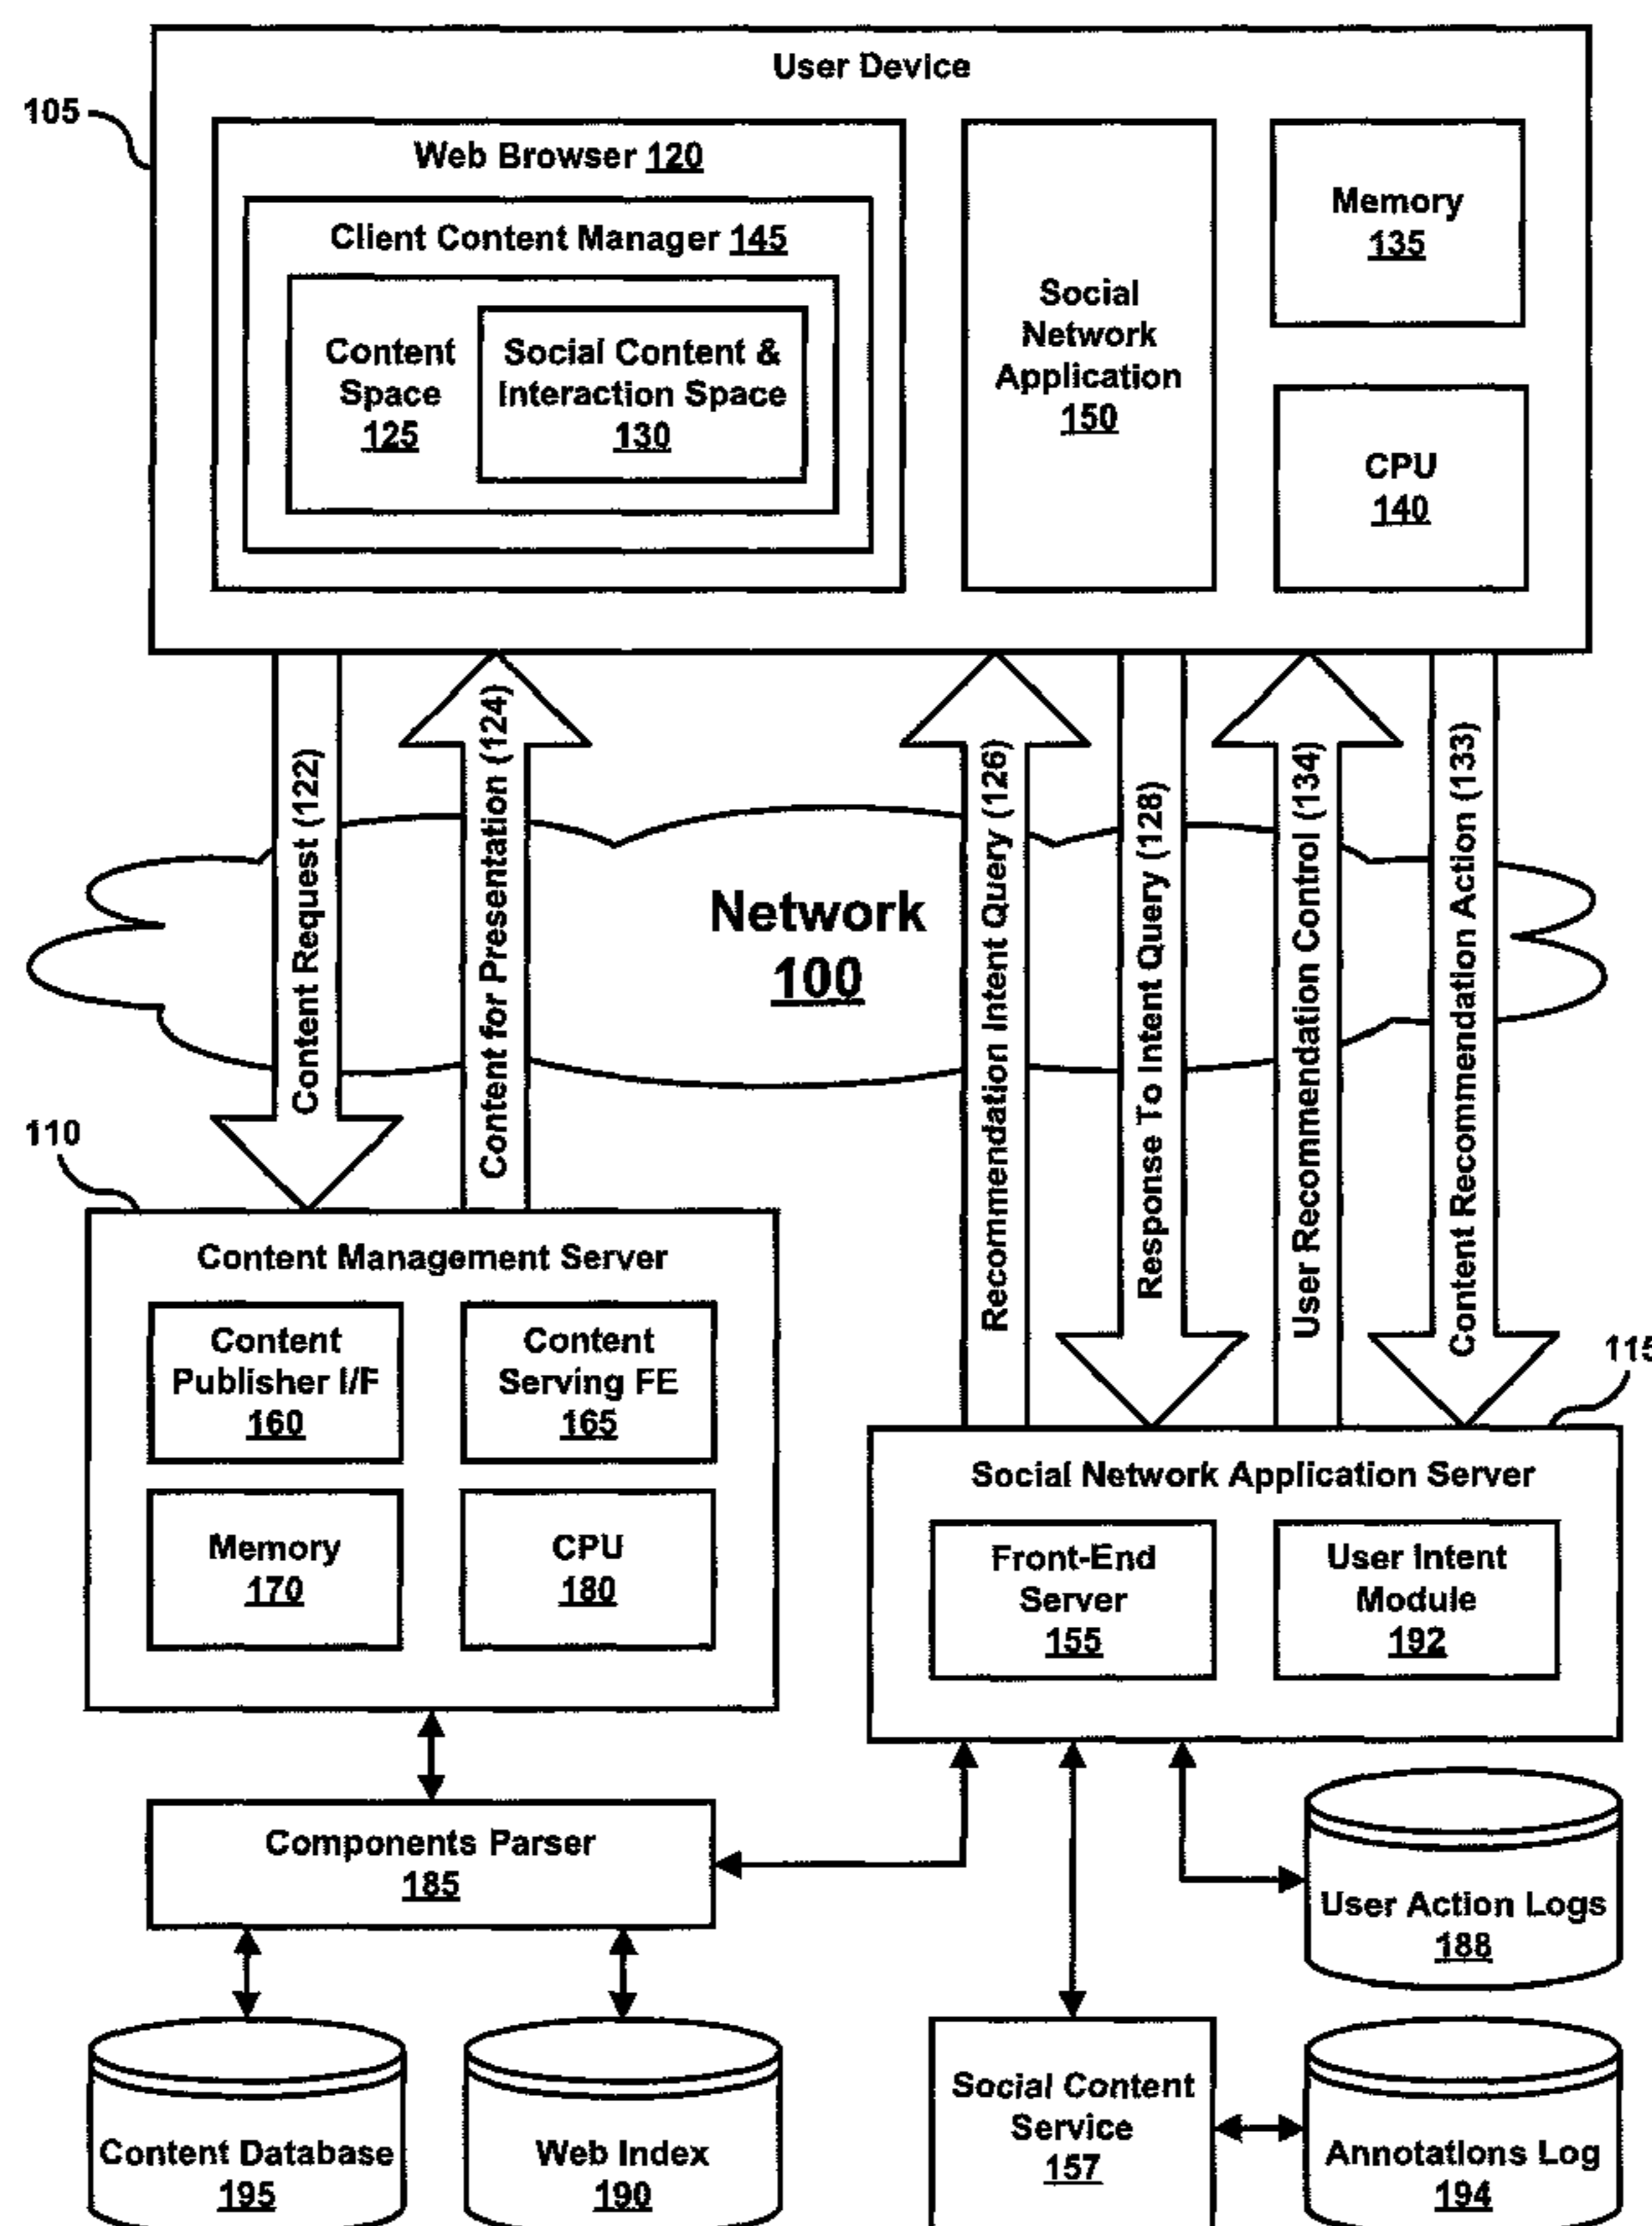 User Device
105
Web Browser 120
Client Content Manager 145
Content
Space
125
Social Content &
Interaction Space
130
Social
Network
Application
150
Memory
135
CPU
140
Content Request (122)
Content for Presentation (124)
Recommendation Intent Query (126)
Response To Intent Query (128)
User Recommendation Control (134)
Content Recommendation Action (133)
Network
100
110
Content Management Server
Content
Publisher I/F
160
Content
Serving FE
165
Memory
170
CPU
180
115
Social Network Application Server
Front-End
Server
155
User Intent
Module
192
Components Parser
185
User Action Logs
188
Content Database
195
Web Index
190
Social Content
Service
157
Annotations Log
194